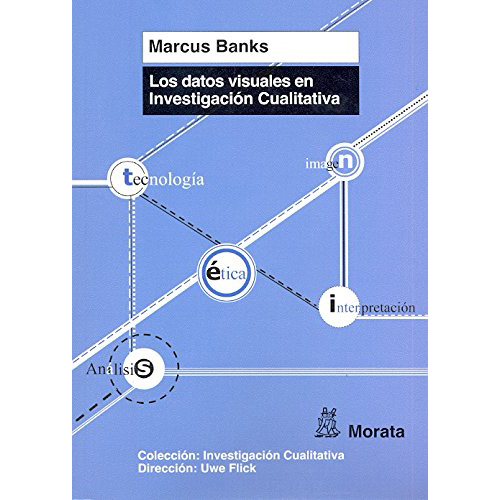 Marcus Banks
Los datos visuales en
Investigación Cualitativa
imagen
tecnología
ética
interpretación
Análisis
Morata
Colección: Investigación Cualitativa
Dirección: Uwe Flick